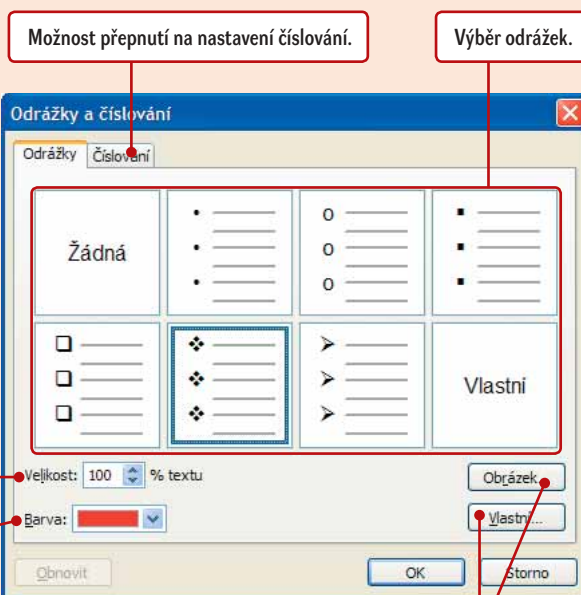 Možnost přepnutí na nastavení číslování.
Výběr odrážek.
Odrážky a číslování
Odrážky
Číslování
Žádná
Vlastní
Velikost: 100 % textu
Obrázek...
Barva:
Vlastní...
Obnovit
OK
Storno